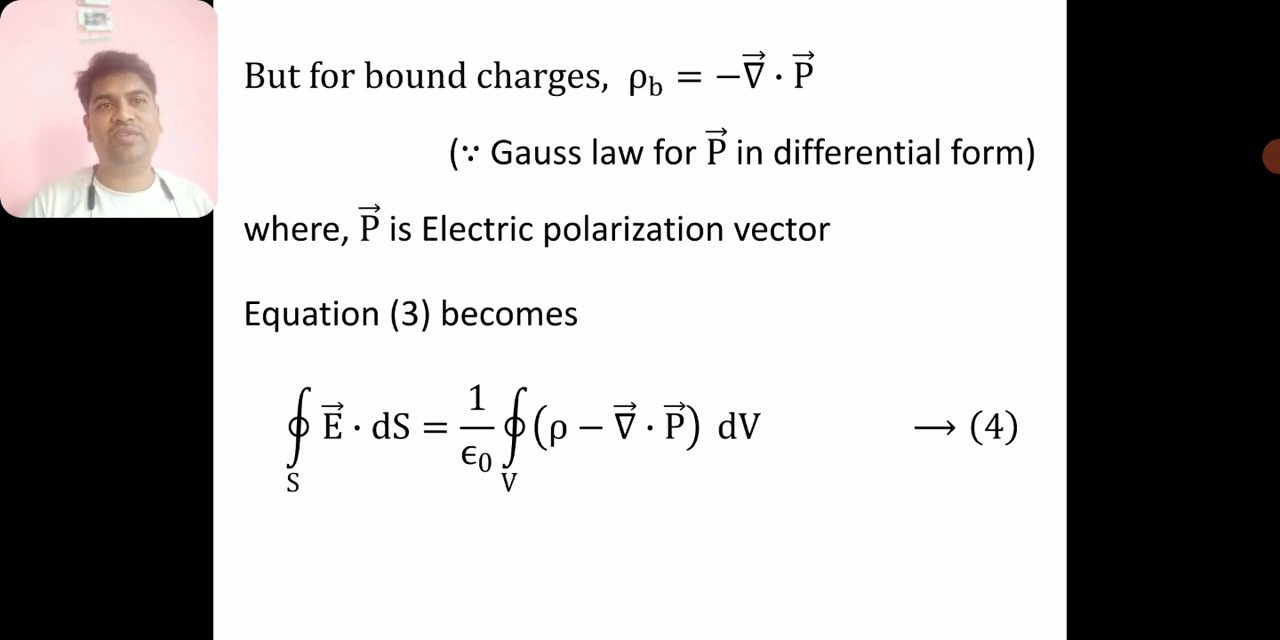 But for bound charges, ρ_b = −∇⃗ · P⃗
(∵ Gauss law for P⃗ in differential form)
where, P⃗ is Electric polarization vector
Equation (3) becomes
∮_S E⃗ · dS = 1/ϵ₀ ∮_V (ρ − ∇⃗ · P⃗) dV ⟶ (4)